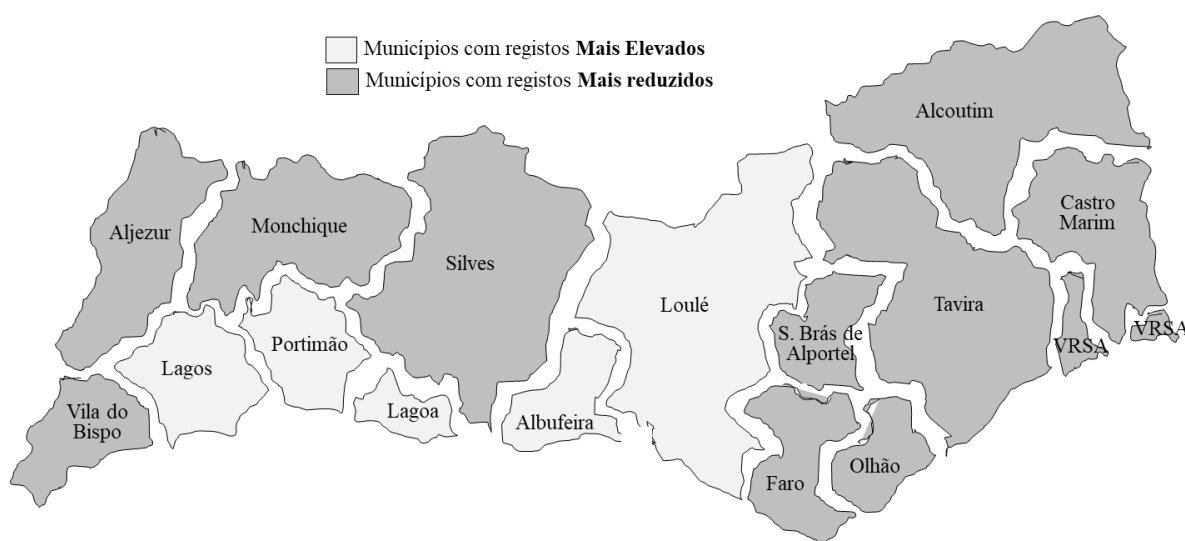 Municípios com registos Mais Elevados
Municípios com registos Mais reduzidos
Alcoutim
Castro
Marim
Aljezur
Monchique
Silves
Loulé
Tavira
Portimão
S. Brás de
Alportel
VRSA
VRSA
Lagos
Lagoa
Albufeira
Vila do
Bispo
Faro
Olhão